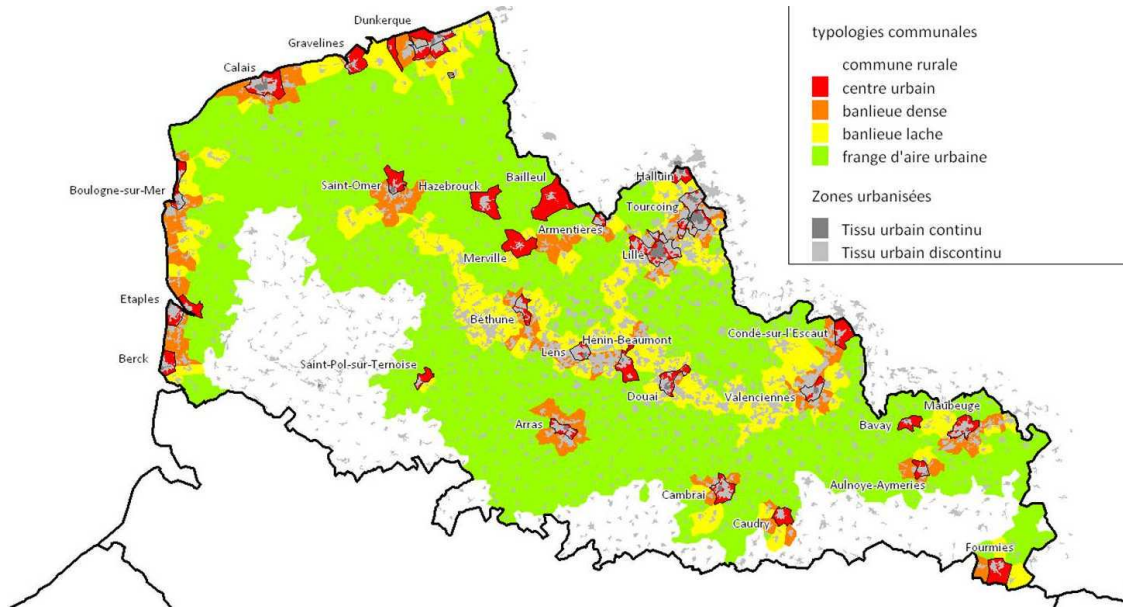 Dunkerque
Gravelines
Calais
Boulogne-sur-Mer
Saint-Omer
Hazebrouck
Bailleul
Halluin
Tourcoing
Armentières
Merville
Lille
Etaples
Béthune
Hénin-Beaumont
Condé-sur-l'Escaut
Lens
Berck
Saint-Pol-sur-Ternoise
Douai
Valenciennes
Arras
Bavay
Maubeuge
Aulnoye-Aymeries
Cambrai
Caudry
Fourmies
typologies communales
commune rurale
centre urbain
banlieue dense
banlieue lache
frange d'aire urbaine
Zones urbanisées
Tissu urbain continu
Tissu urbain discontinu